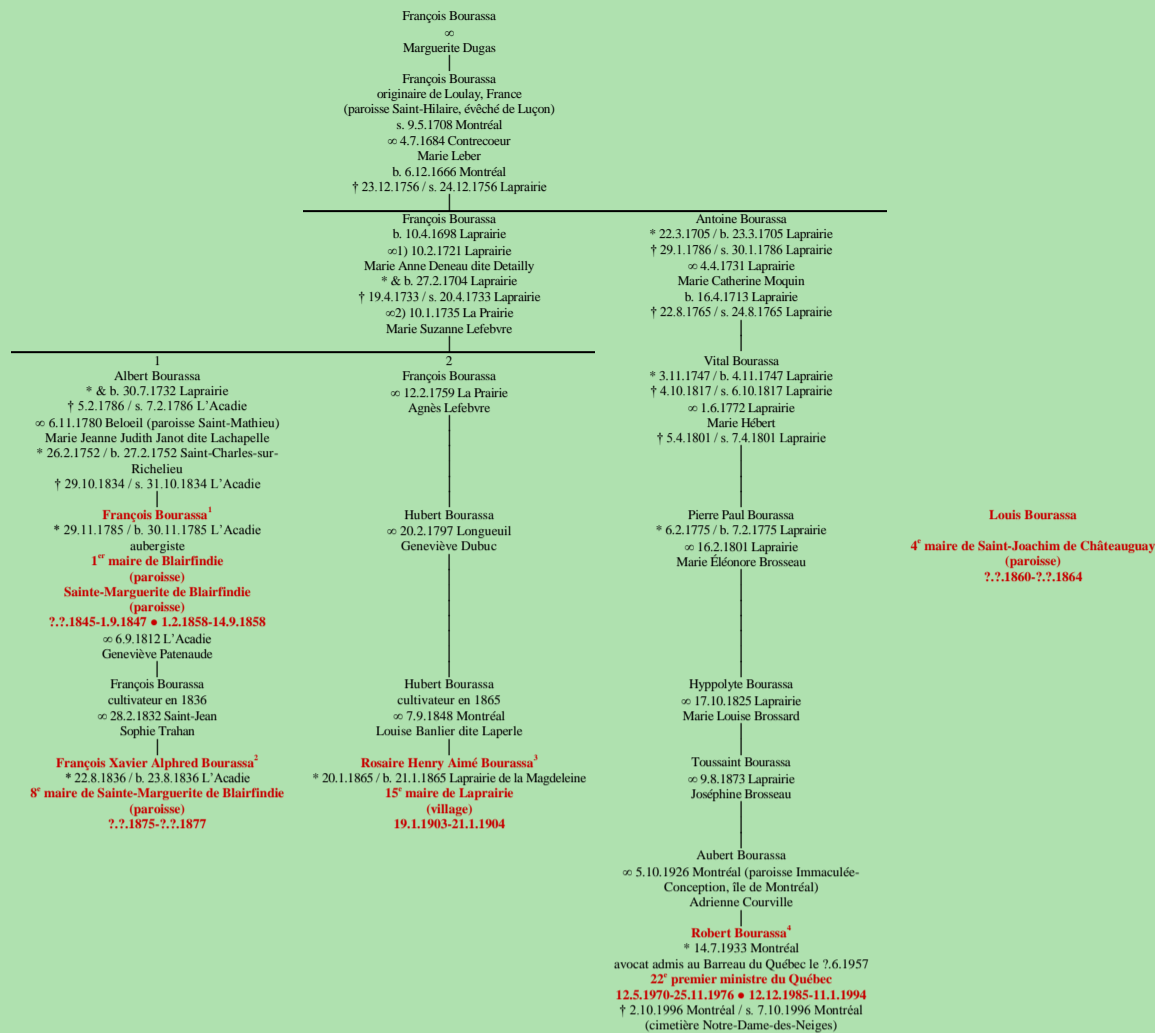 François Bourassa
∞
Marguerite Dugas
François Bourassa
originaire de Loulay, France
(paroisse Saint-Hilaire, évêché de Luçon)
s. 9.5.1708 Montréal
∞ 4.7.1684 Contrecoeur
Marie Leber
b. 6.12.1666 Montréal
† 23.12.1756 / s. 24.12.1756 Laprairie
François Bourassa
b. 10.4.1698 Laprairie
∞1) 10.2.1721 Laprairie
Marie Anne Deneau dite Detailly
* & b. 27.2.1704 Laprairie
† 19.4.1733 / s. 20.4.1733 Laprairie
∞2) 10.1.1735 La Prairie
Marie Suzanne Lefebvre
Antoine Bourassa
* 22.3.1705 / b. 23.3.1705 Laprairie
† 29.1.1786 / s. 30.1.1786 Laprairie
∞ 4.4.1731 Laprairie
Marie Catherine Moquin
b. 16.4.1713 Laprairie
† 22.8.1765 / s. 24.8.1765 Laprairie
1
Albert Bourassa
* & b. 30.7.1732 Laprairie
† 5.2.1786 / s. 7.2.1786 L'Acadie
∞ 6.11.1780 Beloeil (paroisse Saint-Mathieu)
Marie Jeanne Judith Janot dite Lachapelle
* 26.2.1752 / b. 27.2.1752 Saint-Charles-sur-
Richelieu
† 29.10.1834 / s. 31.10.1834 L'Acadie
2
François Bourassa
∞ 12.2.1759 La Prairie
Agnès Lefebvre
Vital Bourassa
* 3.11.1747 / b. 4.11.1747 Laprairie
† 4.10.1817 / s. 6.10.1817 Laprairie
∞ 1.6.1772 Laprairie
Marie Hébert
† 5.4.1801 / s. 7.4.1801 Laprairie
François Bourassa¹
* 29.11.1785 / b. 30.11.1785 L'Acadie
aubergiste
1er maire de Blairfindie
(paroisse)
Sainte-Marguerite de Blairfindie
(paroisse)
?.?.1845-1.9.1847 ● 1.2.1858-14.9.1858
∞ 6.9.1812 L'Acadie
Geneviève Patenaude
Hubert Bourassa
∞ 20.2.1797 Longueuil
Geneviève Dubuc
Pierre Paul Bourassa
* 6.2.1775 / b. 7.2.1775 Laprairie
∞ 16.2.1801 Laprairie
Marie Éléonore Brosseau
Louis Bourassa
4e maire de Saint-Joachim de Châteauguay
(paroisse)
?.?.1860-?.?.1864
François Bourassa
cultivateur en 1836
∞ 28.2.1832 Saint-Jean
Sophie Trahan
Hubert Bourassa
cultivateur en 1865
∞ 7.9.1848 Montréal
Louise Banlier dite Laperle
Hyppolyte Bourassa
∞ 17.10.1825 Laprairie
Marie Louise Brossard
François Xavier Alphred Bourassa²
* 22.8.1836 / b. 23.8.1836 L'Acadie
8e maire de Sainte-Marguerite de Blairfindie
(paroisse)
?.?.1875-?.?.1877
Rosaire Henry Aimé Bourassa³
* 20.1.1865 / b. 21.1.1865 Laprairie de la Magdeleine
15e maire de Laprairie
(village)
19.1.1903-21.1.1904
Toussaint Bourassa
∞ 9.8.1873 Laprairie
Joséphine Brosseau
Aubert Bourassa
∞ 5.10.1926 Montréal (paroisse Immaculée-
Conception, île de Montréal)
Adrienne Courville
Robert Bourassa⁴
* 14.7.1933 Montréal
avocat admis au Barreau du Québec le ?.6.1957
22e premier ministre du Québec
12.5.1970-25.11.1976 ● 12.12.1985-11.1.1994
† 2.10.1996 Montréal / s. 7.10.1996 Montréal
(cimetière Notre-Dame-des-Neiges)